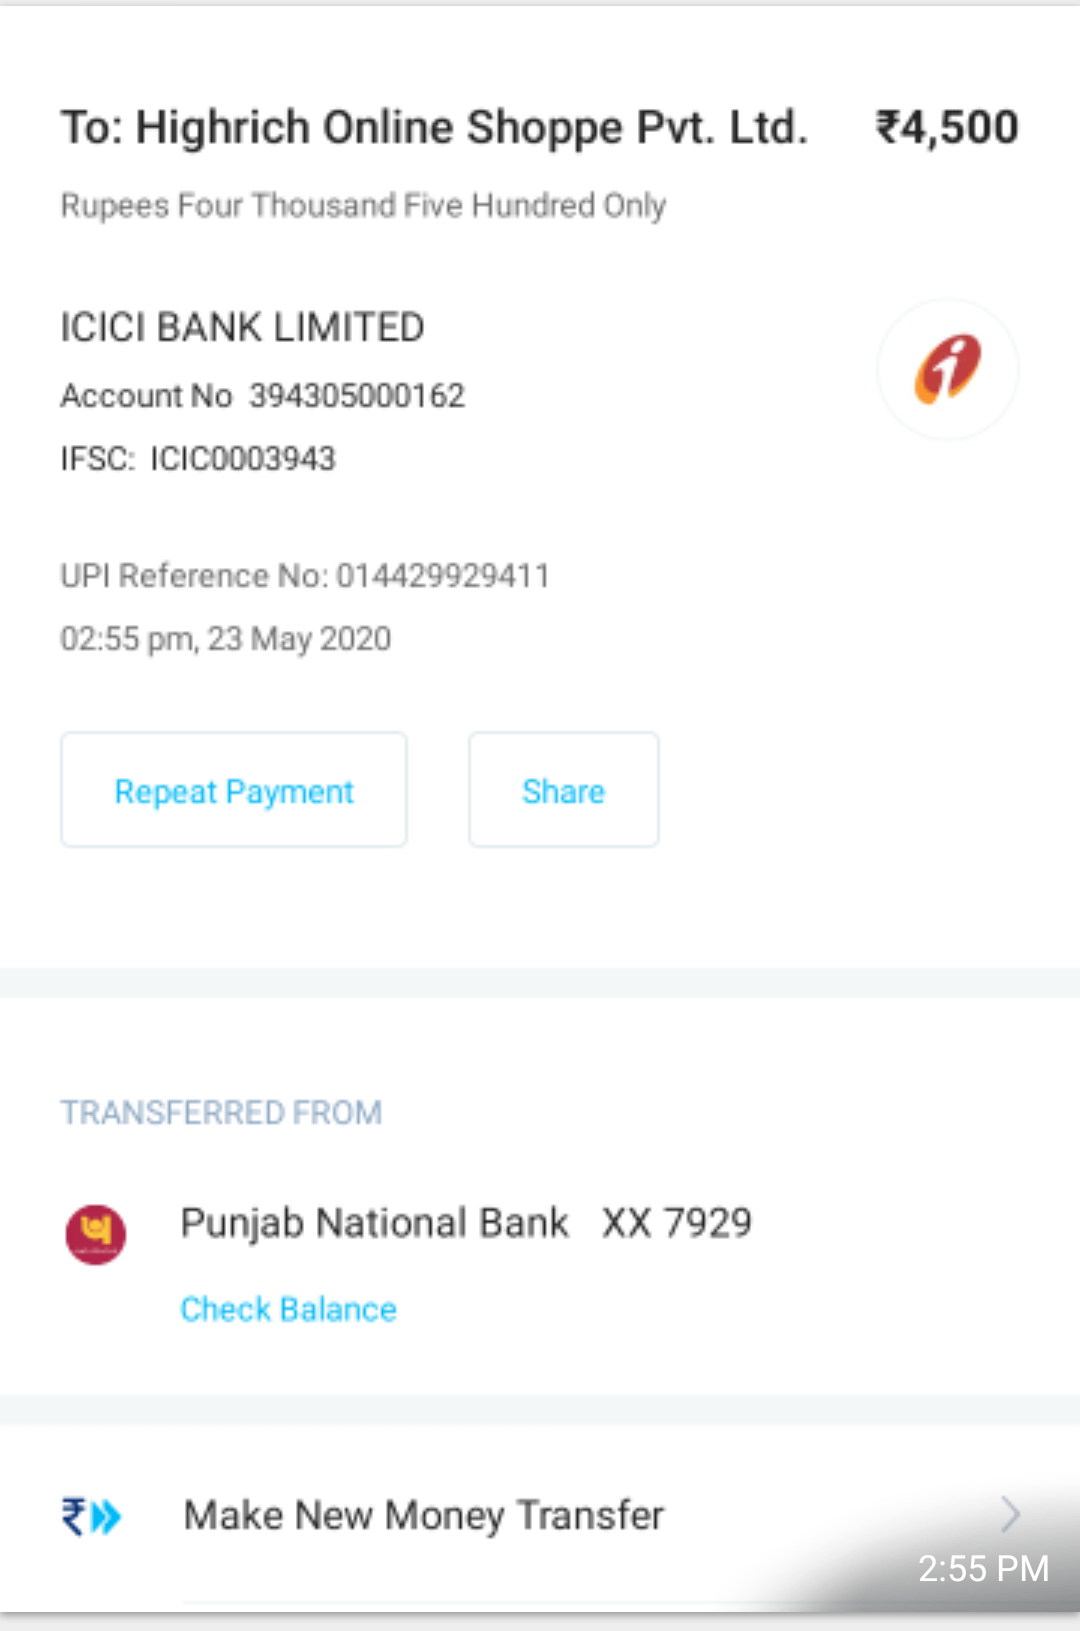 To: Highrich Online Shoppe Pvt. Ltd. ₹4,500
Rupees Four Thousand Five Hundred Only
ICICI BANK LIMITED
Account No 394305000162
IFSC: ICIC0003943
UPI Reference No: 014429929411
02:55 pm, 23 May 2020
Repeat Payment Share
TRANSFERRED FROM
Punjab National Bank XX 7929
Check Balance
Make New Money Transfer
2:55 PM